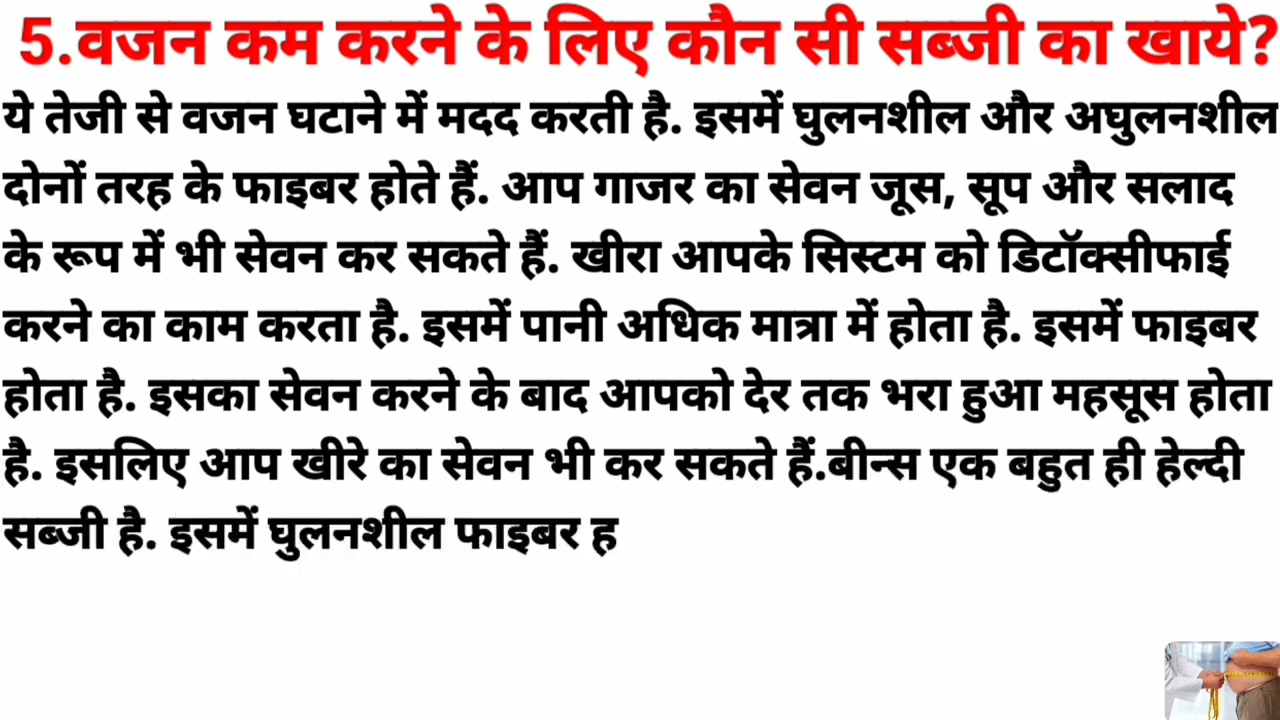 5.वजन कम करने के लिए कौन सी सब्जी का खाये?
ये तेजी से वजन घटाने में मदद करती है. इसमें घुलनशील और अघुलनशील
दोनों तरह के फाइबर होते हैं. आप गाजर का सेवन जूस, सूप और सलाद
के रूप में भी सेवन कर सकते हैं. खीरा आपके सिस्टम को डिटॉक्सीफाई
करने का काम करता है. इसमें पानी अधिक मात्रा में होता है. इसमें फाइबर
होता है. इसका सेवन करने के बाद आपको देर तक भरा हुआ महसूस होता
है. इसलिए आप खीरे का सेवन भी कर सकते हैं.बीन्स एक बहुत ही हेल्दी
सब्जी है. इसमें घुलनशील फाइबर ह